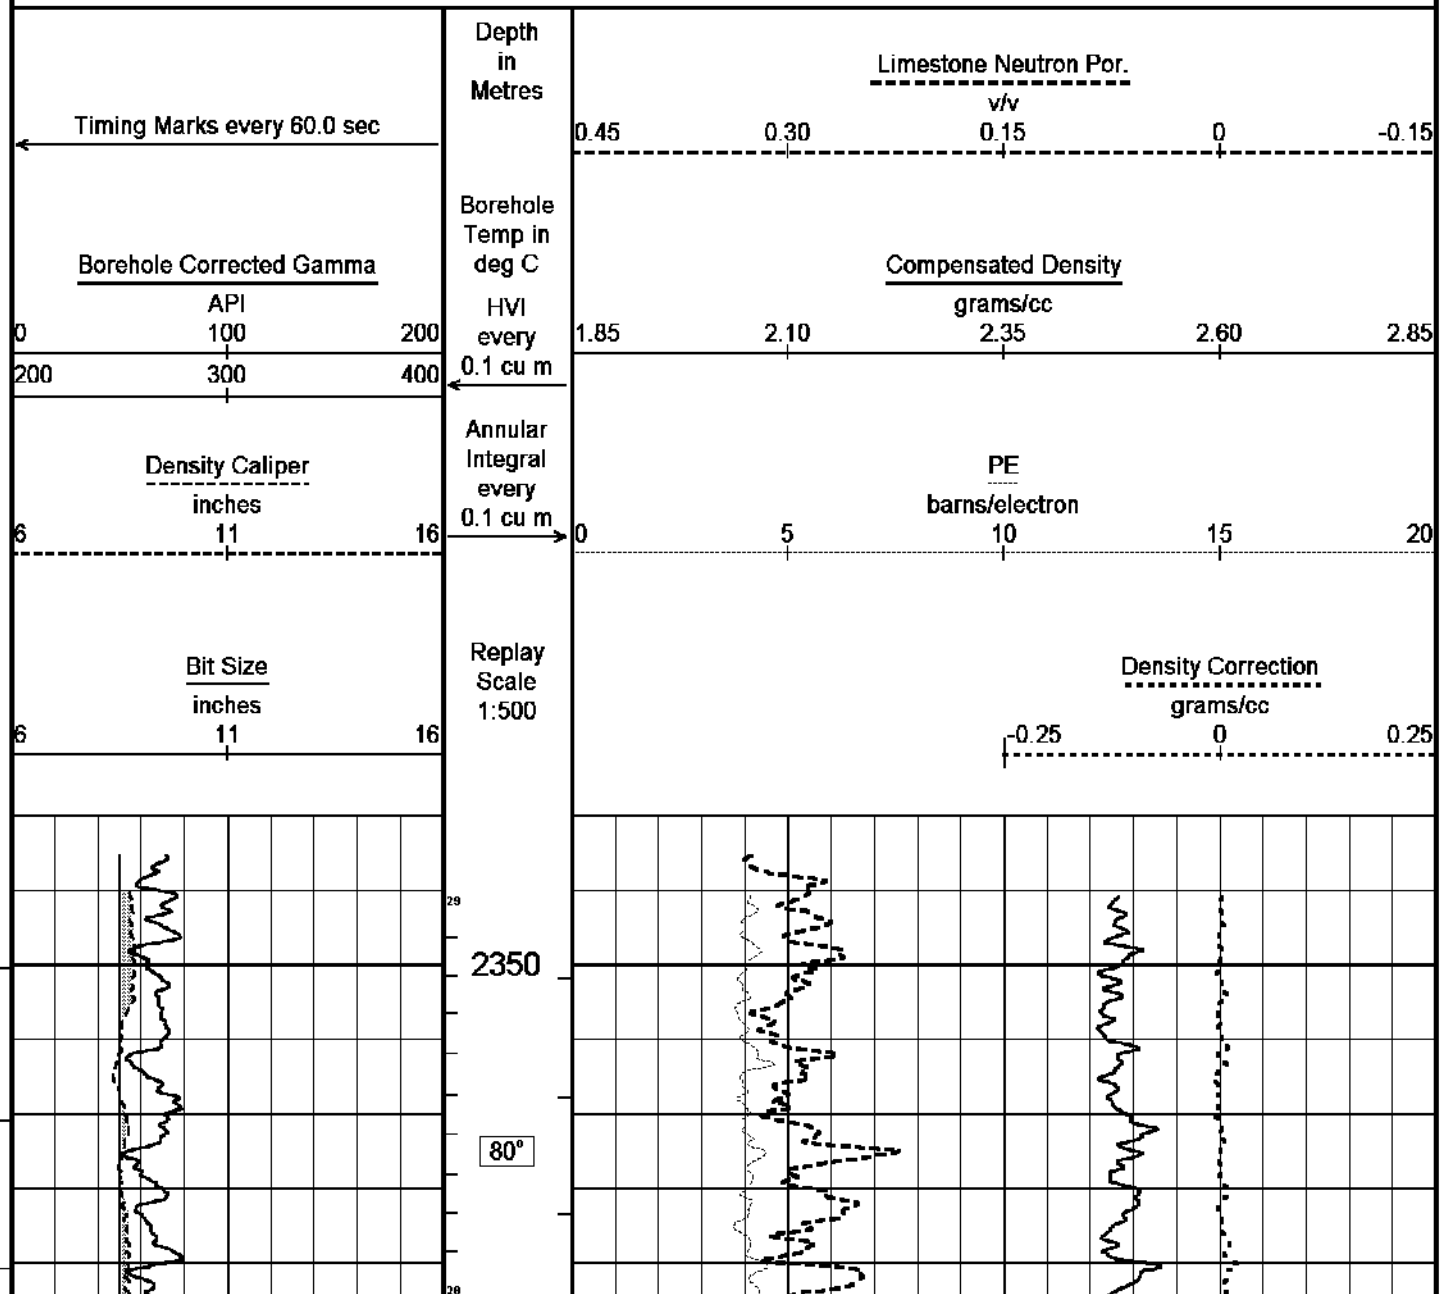 Timing Marks every 60.0 sec
Borehole Corrected Gamma
API
0 100 200
200 300 400
Density Caliper
inches
6 11 16
Bit Size
inches
6 11 16
Depth
in
Metres
Borehole
Temp in
deg C
HVI
every
0.1 cu m
Annular
Integral
every
0.1 cu m
Replay
Scale
1:500
Limestone Neutron Por.
v/v
0.45 0.30 0.15 0 -0.15
Compensated Density
grams/cc
1.85 2.10 2.35 2.60 2.85
PE
barns/electron
0 5 10 15 20
Density Correction
grams/cc
-0.25 0 0.25
29
2350
80°
28